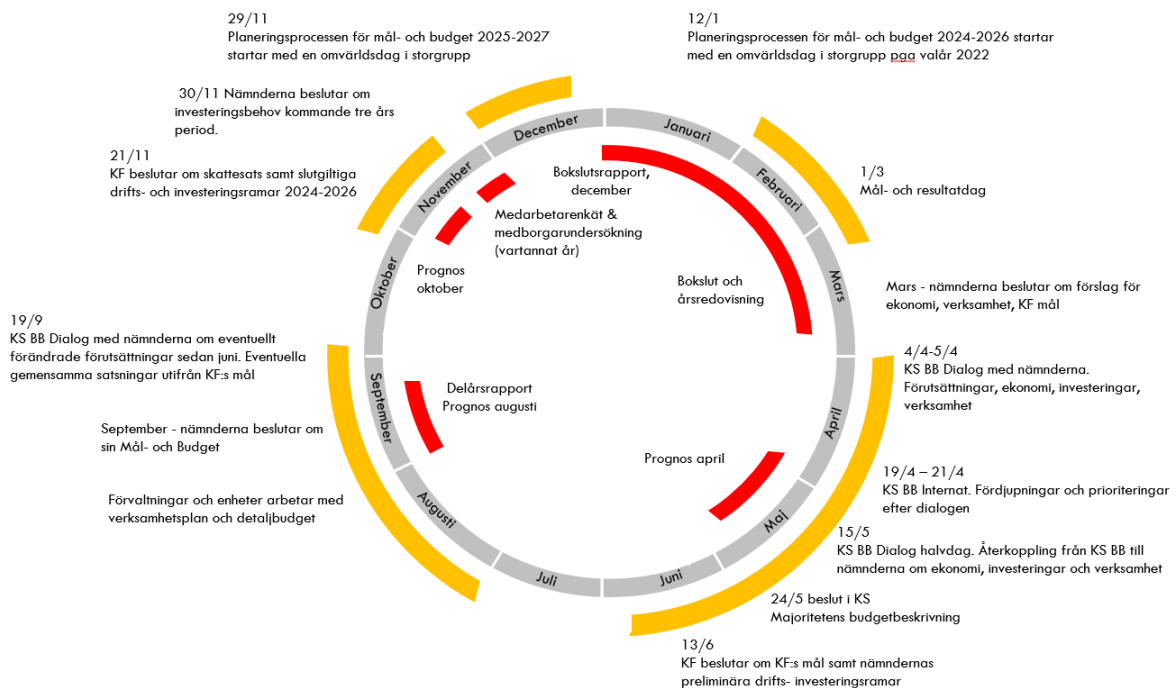 29/11
Planeringsprocessen för mål- och budget 2025-2027
startar med en omvärldsdag i storgrupp
12/1
Planeringsprocessen för mål- och budget 2024-2026 startar
med en omvärldsdag i storgrupp pga valår 2022
30/11 Nämnderna beslutar om
investeringsbehov kommande tre års
period.
21/11
KF beslutar om skattesats samt slutgiltiga
drifts- och investeringsramar 2024-2026
1/3
Mål- och resultatdag
Mars - nämnderna beslutar om förslag för
ekonomi, verksamhet, KF mål
19/9
KS BB Dialog med nämnderna om eventuellt
förändrade förutsättningar sedan juni. Eventuella
gemensamma satsningar utifrån KF:s mål
4/4-5/4
KS BB Dialog med nämnderna.
Förutsättningar, ekonomi, investeringar,
verksamhet
September - nämnderna beslutar om
sin Mål- och Budget
19/4 – 21/4
KS BB Internat. Fördjupningar och prioriteringar
efter dialogen
Förvaltningar och enheter arbetar med
verksamhetsplan och detaljbudget
15/5
KS BB Dialog halvdag. Återkoppling från KS BB till
nämnderna om ekonomi, investeringar och verksamhet
24/5 beslut i KS
Majoritetens budgetbeskrivning
13/6
KF beslutar om KF:s mål samt nämndernas
preliminära drifts- investeringsramar
Januari
Februari
Mars
April
Maj
Juni
Juli
Augusti
September
Oktober
November
December
Bokslutsrapport,
december
Medarbetarenkät &
medborgarundersökning
(vartannat år)
Prognos
oktober
Bokslut och
årsredovisning
Delårsrapport
Prognos augusti
Prognos april